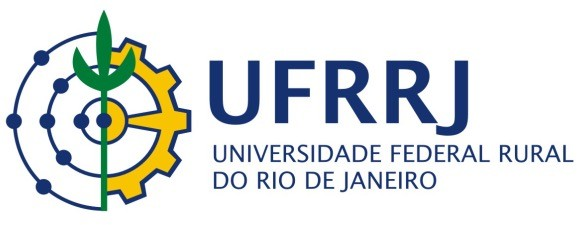 UFRRJ
UNIVERSIDADE FEDERAL RURAL
DO RIO DE JANEIRO